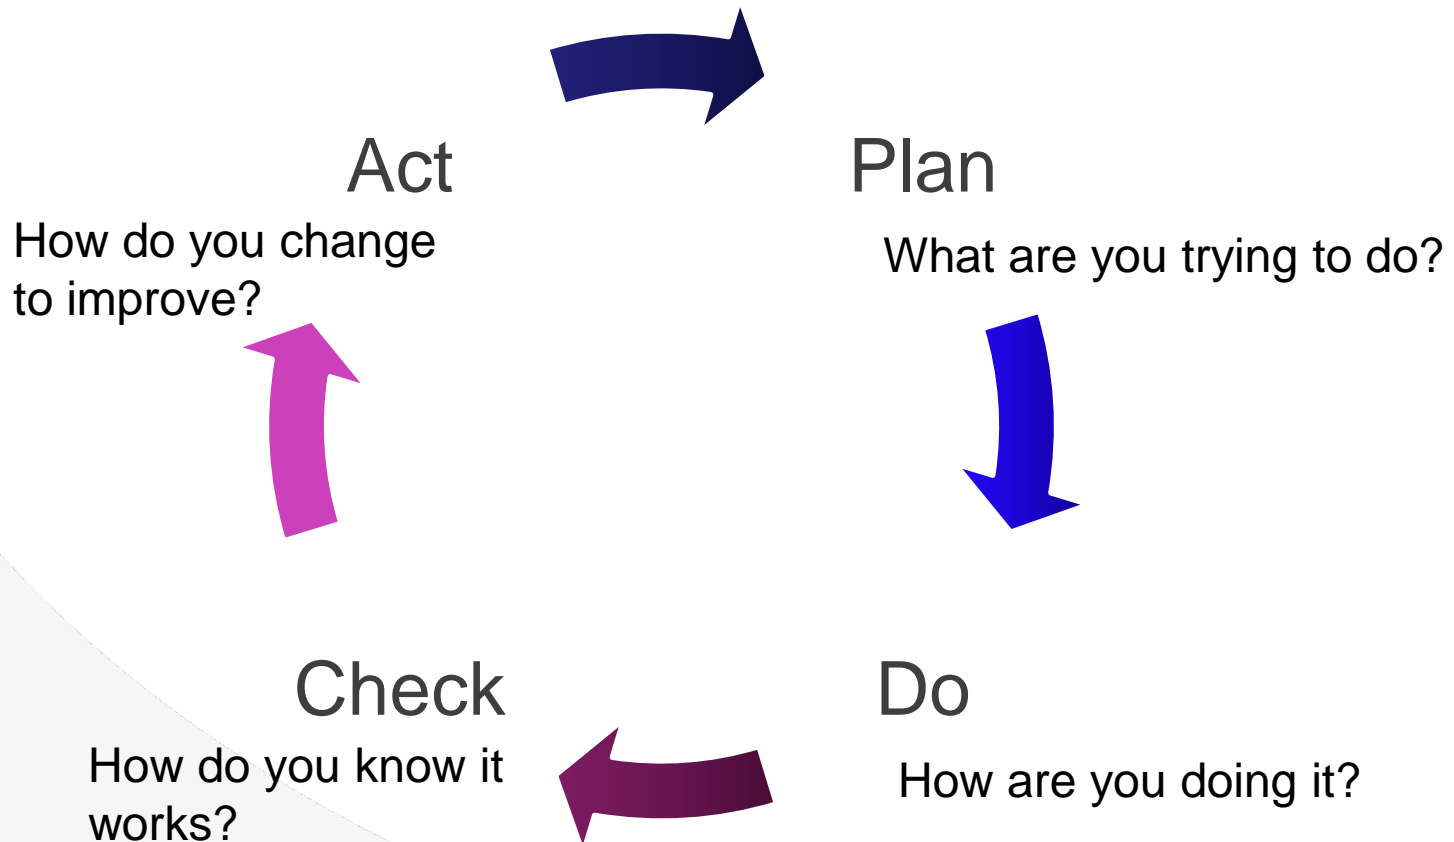 Act
How do you change
to improve?
Plan
What are you trying to do?
Check
How do you know it
works?
Do
How are you doing it?